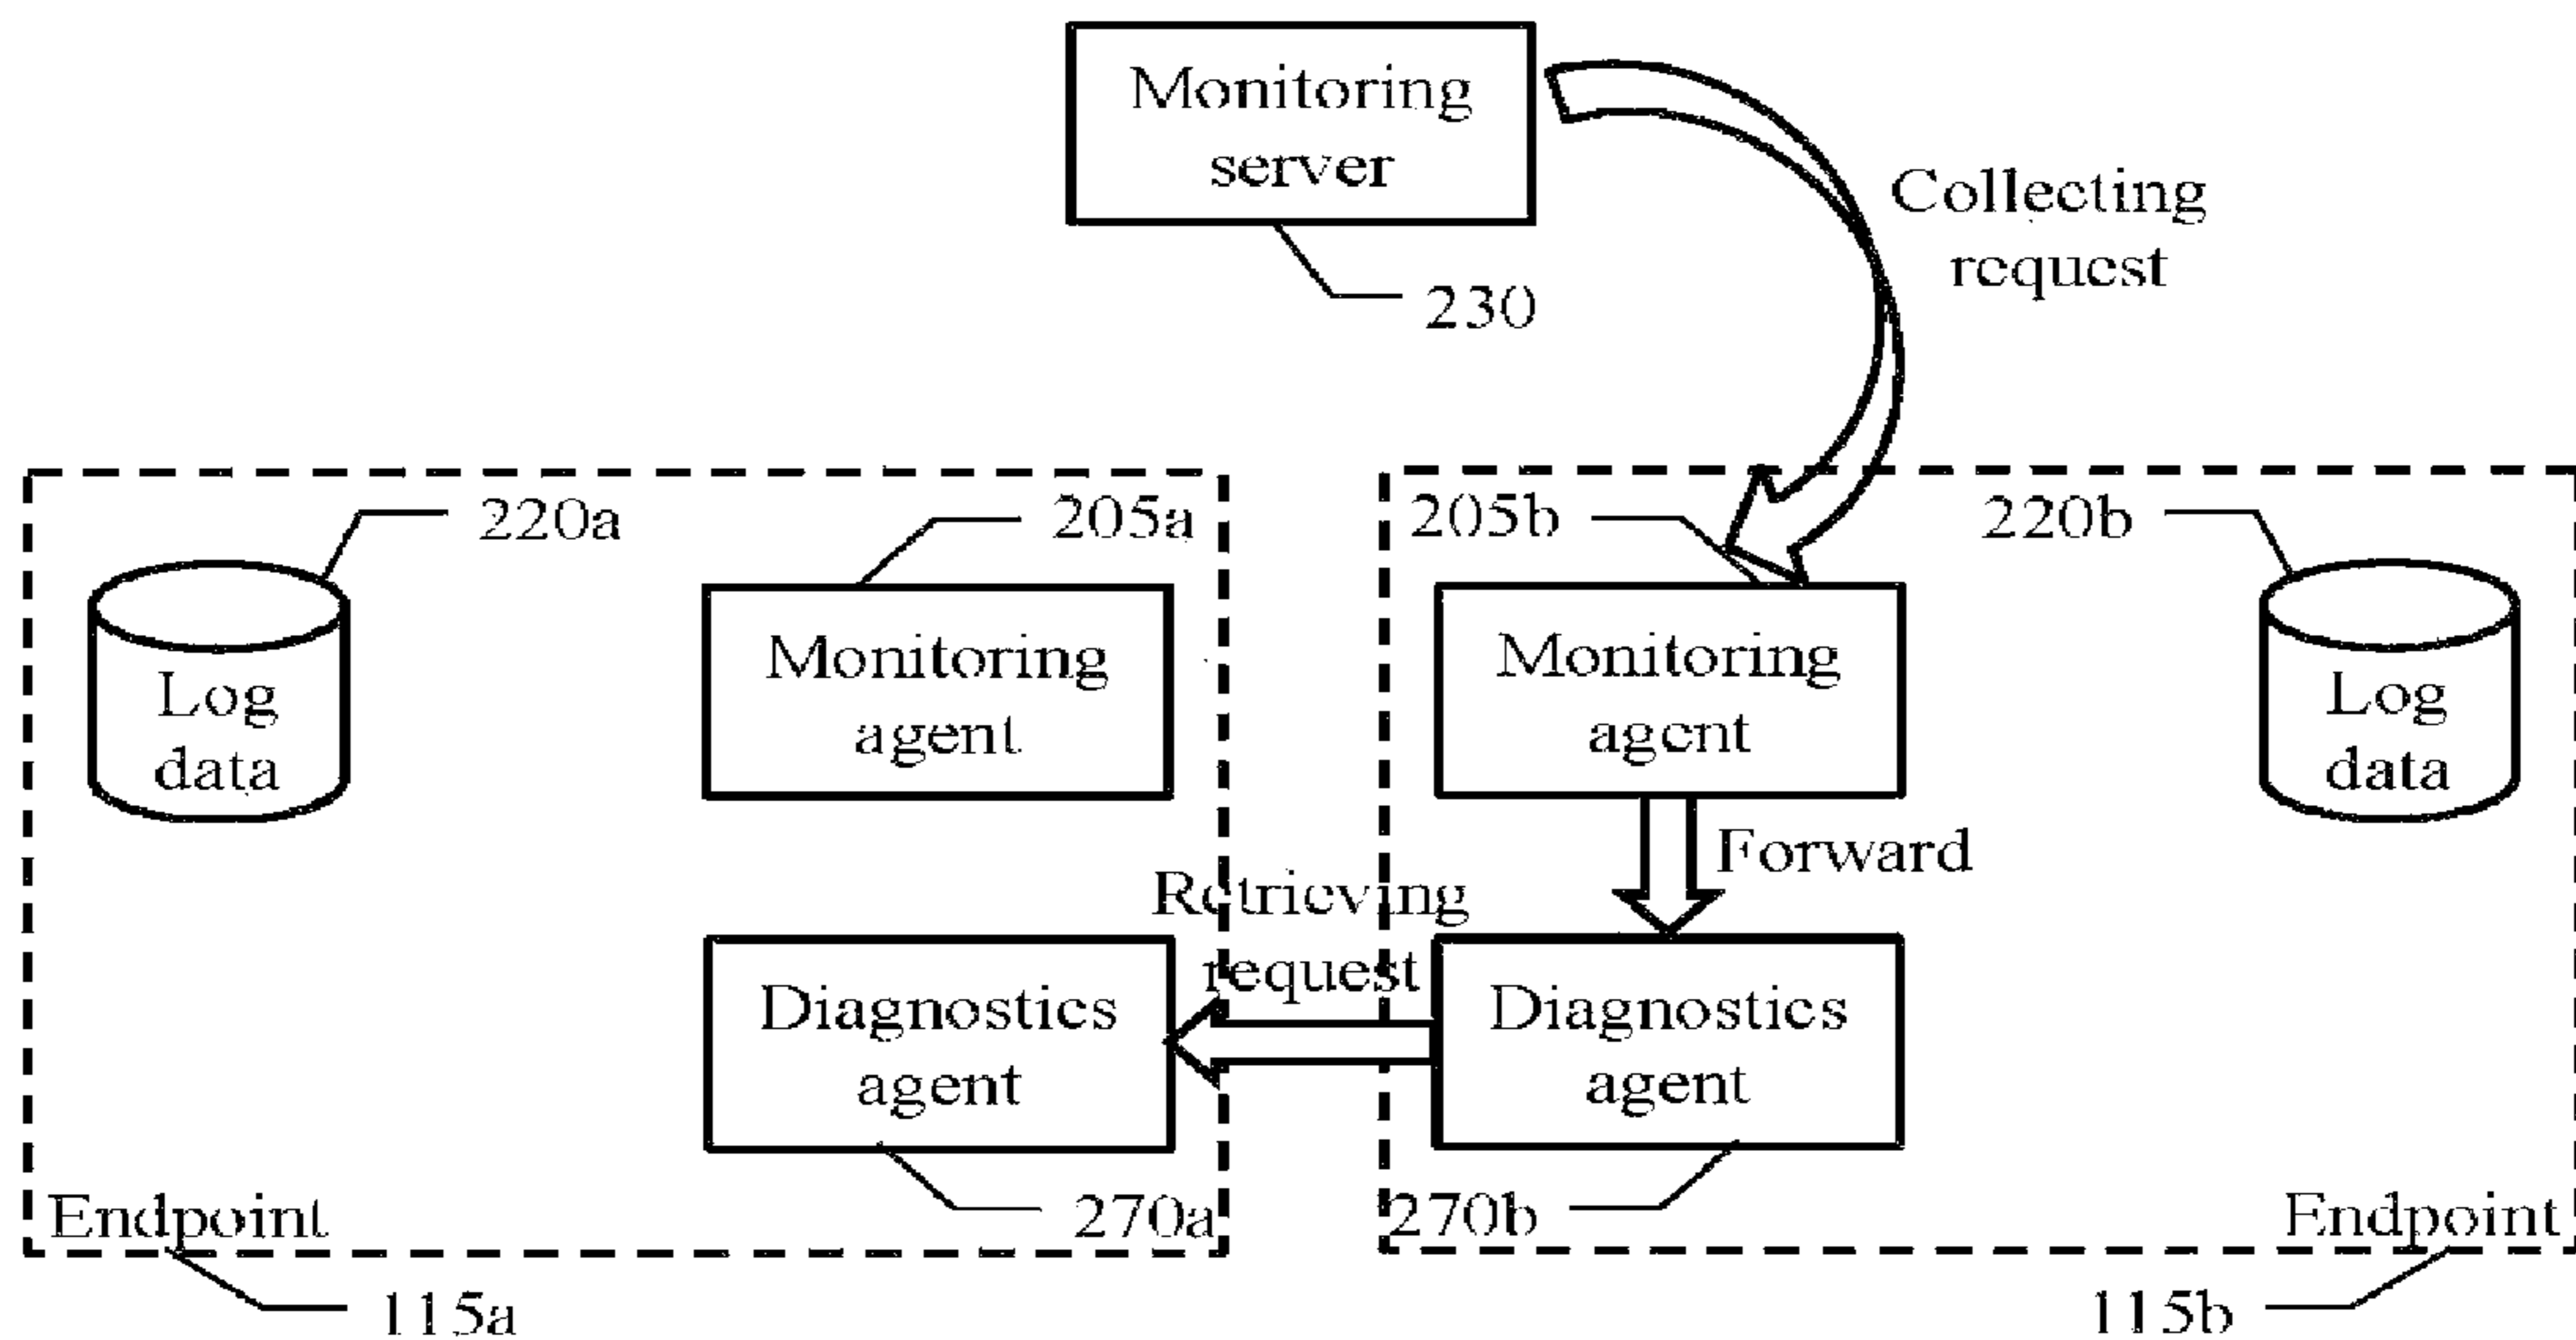 Monitoring
server
Collecting
request
230
220a
205a
205b
220b
Log
data
Monitoring
agent
Monitoring
agent
Log
data
Forward
Retrieving
request
Diagnostics
agent
Diagnostics
agent
Endpoint
270a
270b
Endpoint
115a
115b